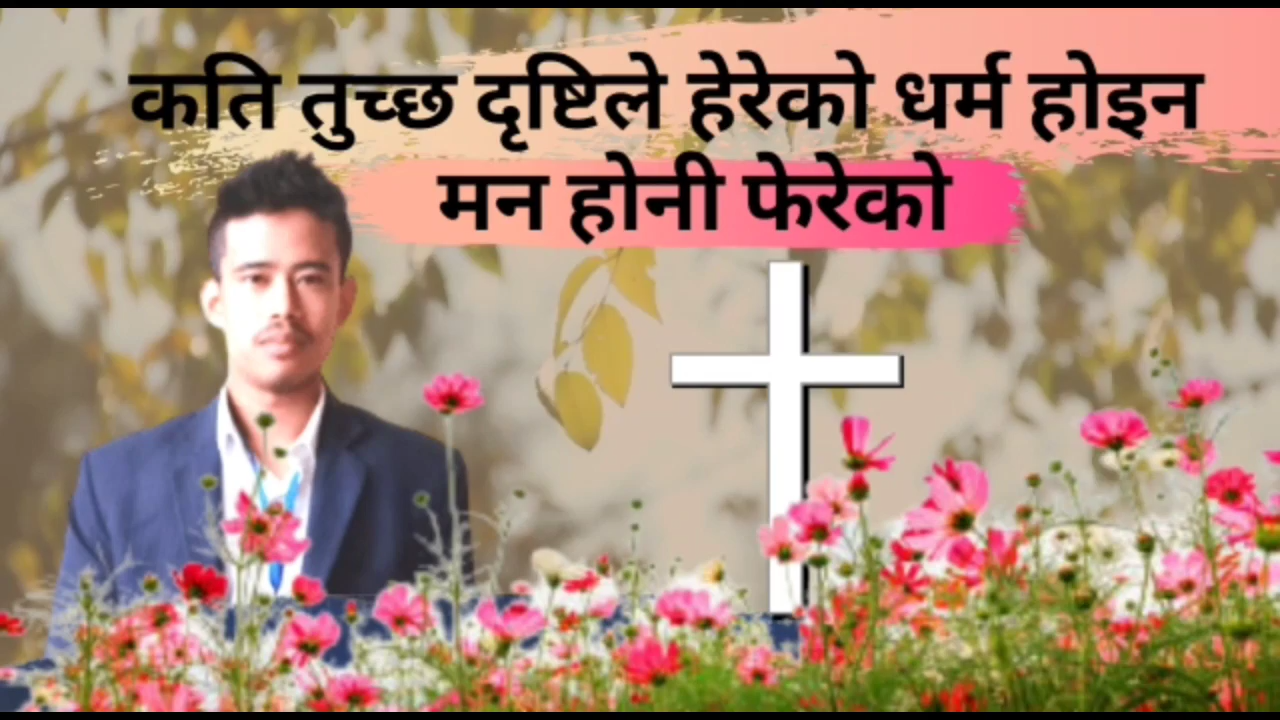 कति तुच्छ दृष्टिले हेरेको धर्म होइन
मन होनी फेरेको